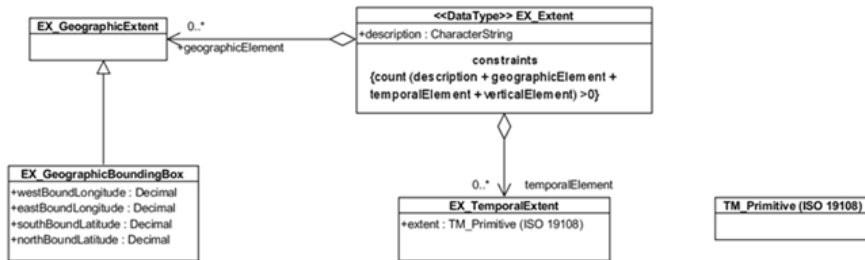 <<DataType>> EX_Extent
+description : CharacterString
constraints
{count (description + geographicElement +
temporalElement + verticalElement) >0}
EX_GeographicExtent
0..*
+geographicElement
EX_GeographicBoundingBox
+westBoundLongitude : Decimal
+eastBoundLongitude : Decimal
+southBoundLatitude : Decimal
+northBoundLatitude : Decimal
0..*
temporalElement
EX_TemporalExtent
+extent : TM_Primitive (ISO 19108)
TM_Primitive (ISO 19108)